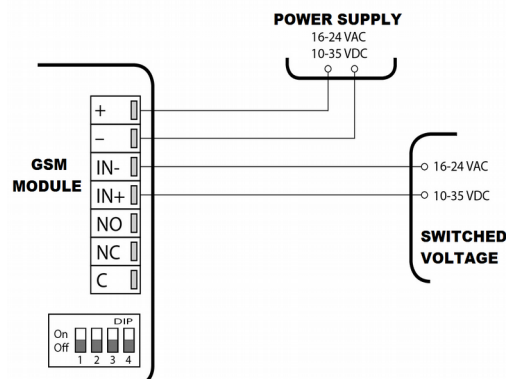 POWER SUPPLY
16-24 VAC
10-35 VDC
GSM
MODULE
+
–
IN-
IN+
NO
NC
C
16-24 VAC
10-35 VDC
SWITCHED
VOLTAGE
DIP
On
Off
1 2 3 4